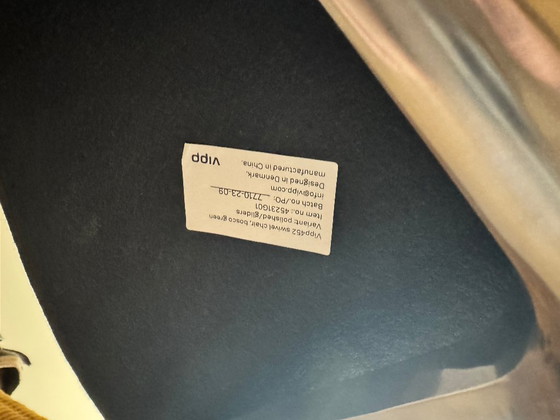 Vipp452 swivel chair, bosco green
Variant: polished/gliders
Item no.: 45231G01
Batch no./PO: 7710-23-09
info@vipp.com
Designed in Denmark,
manufactured in China.
vipp